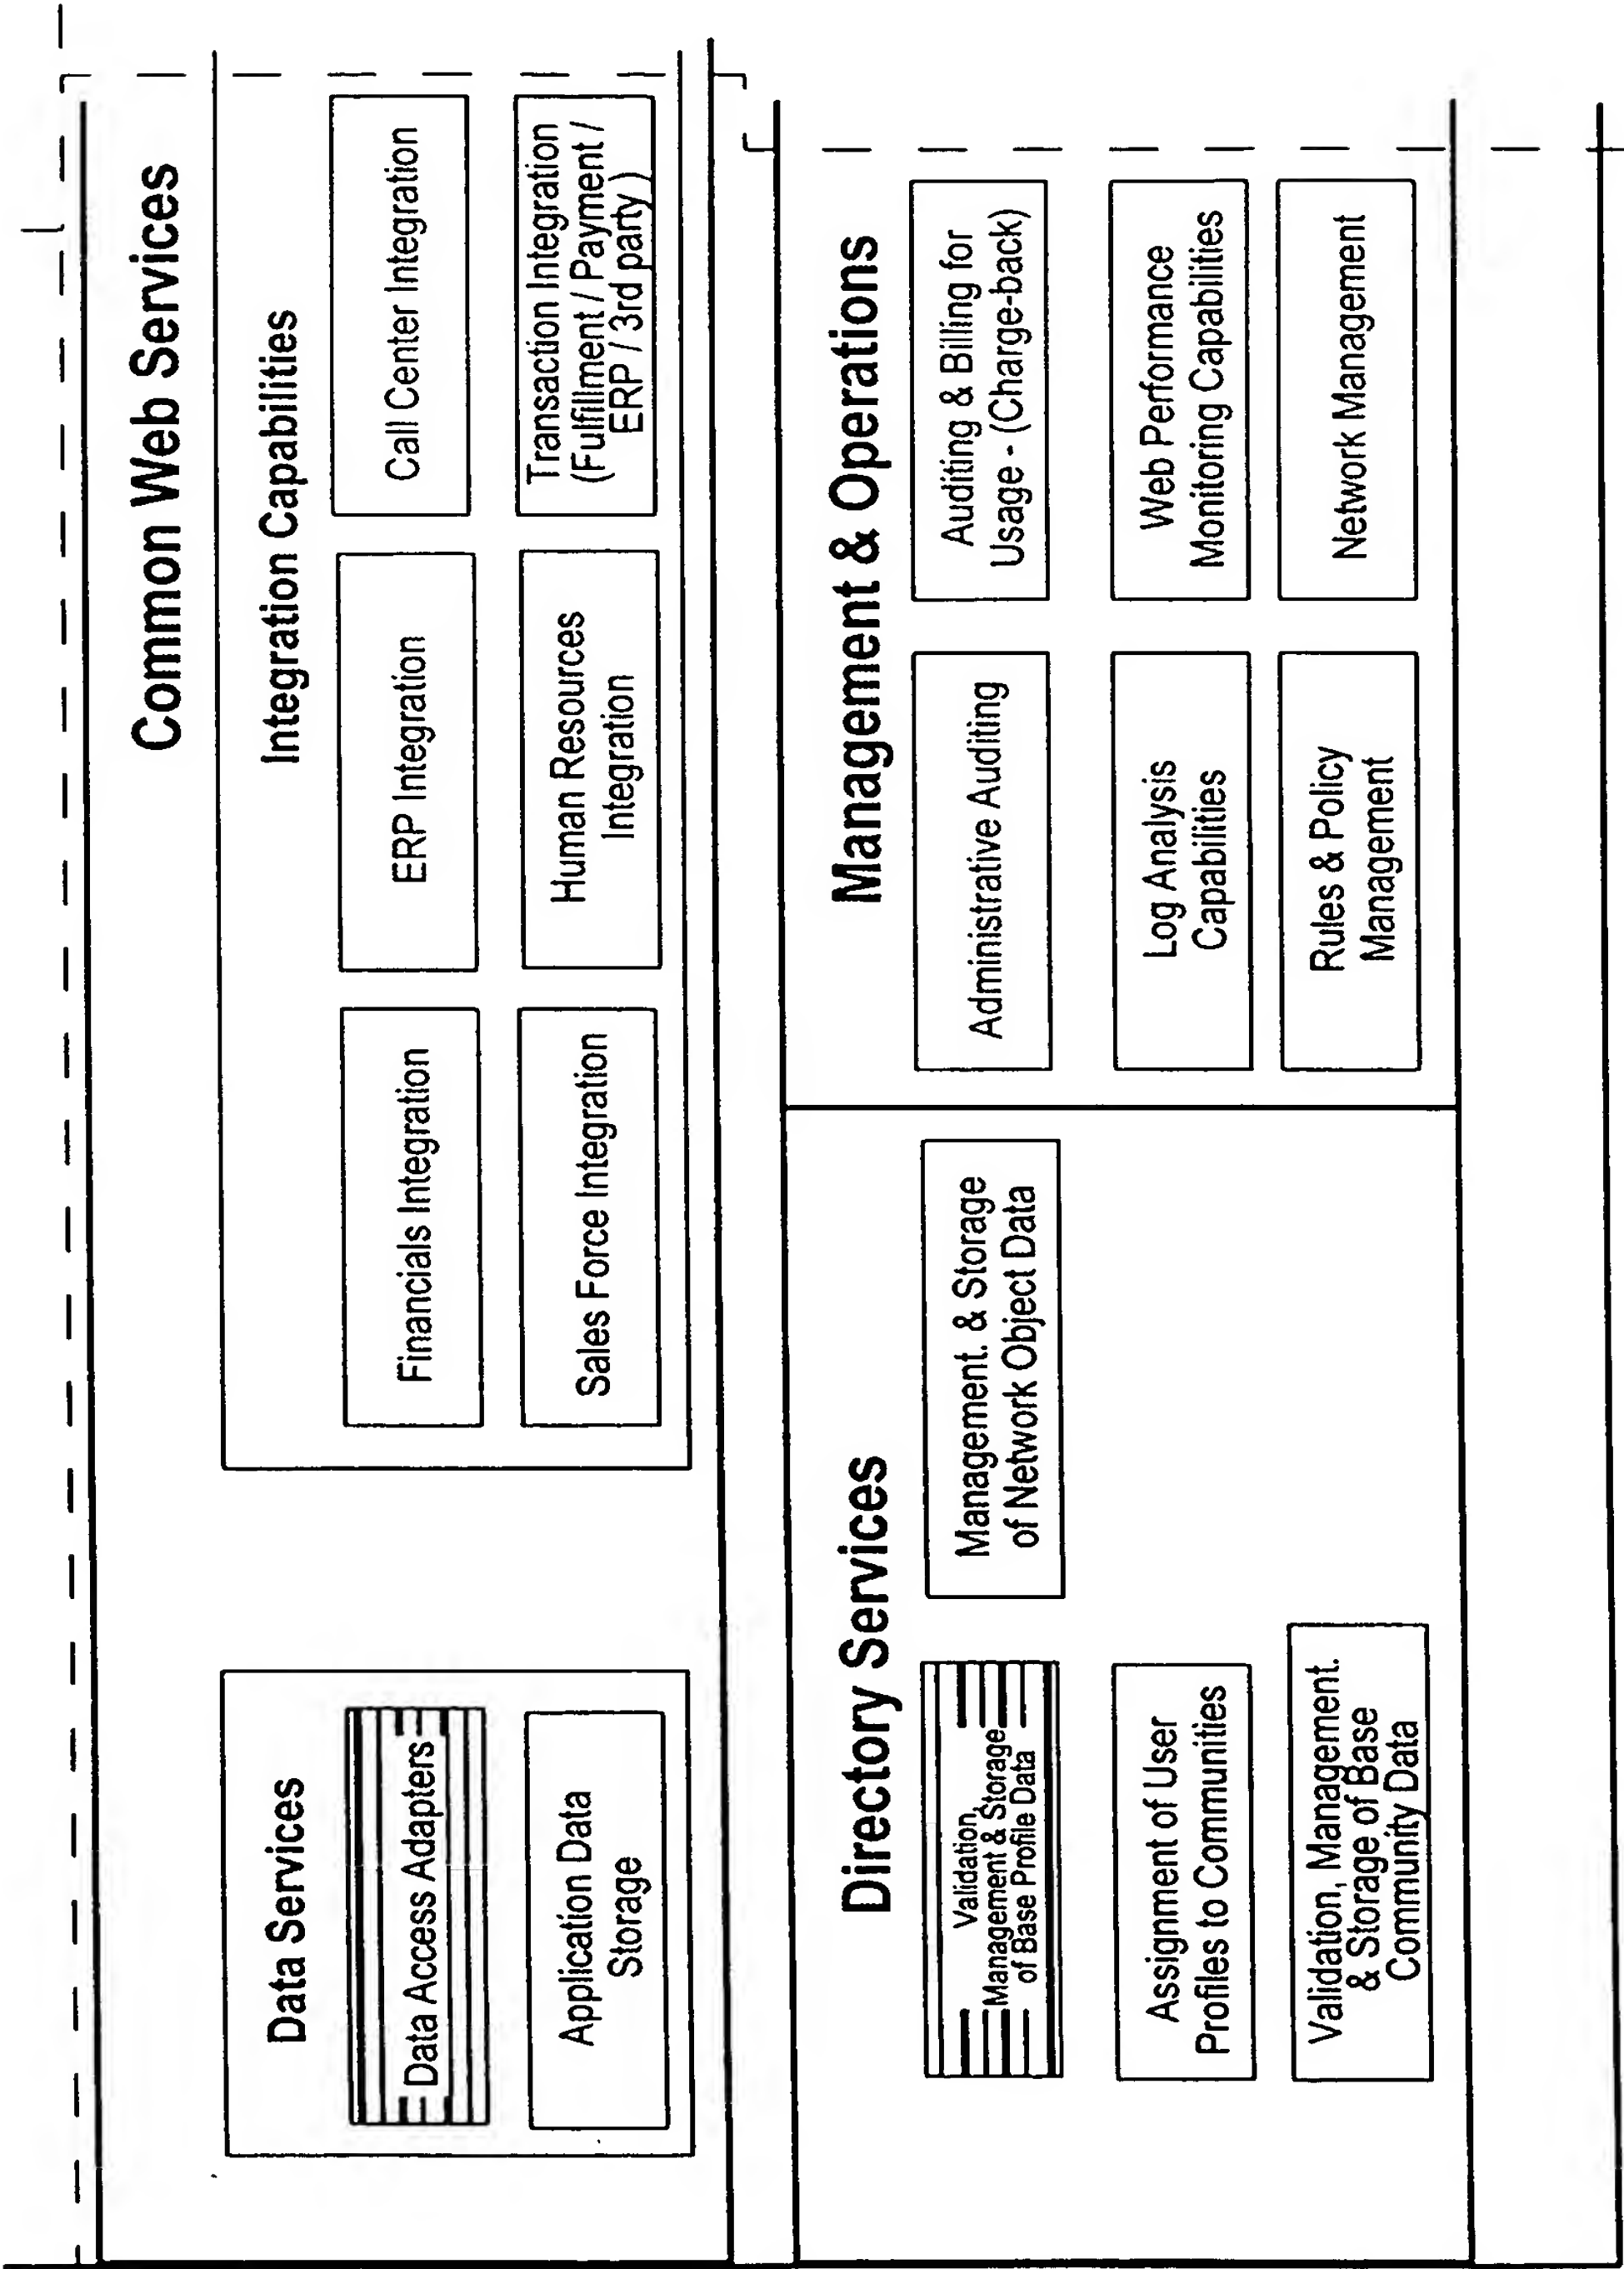 Common Web Services
Data Services
Data Access Adapters
Application Data
Storage
Integration Capabilities
Financials Integration
ERP Integration
Call Center Integration
Sales Force Integration
Human Resources
Integration
Transaction Integration
(Fulfillment / Payment /
ERP / 3rd party)
Directory Services
Validation,
Management & Storage
of Base Profile Data
Management. & Storage
of Network Object Data
Assignment of User
Profiles to Communities
Validation, Management.
& Storage of Base
Community Data
Management & Operations
Administrative Auditing
Auditing & Billing for
Usage - (Charge-back)
Log Analysis
Capabilities
Web Performance
Monitoring Capabilities
Rules & Policy
Management
Network Management